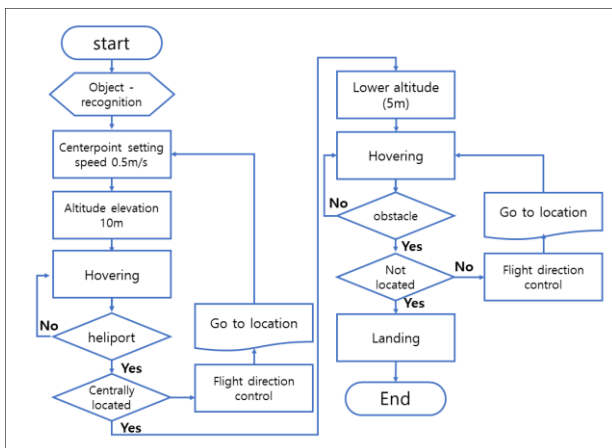 start
Object -
recognition
Centerpoint setting
speed 0.5m/s
Altitude elevation
10m
Hovering
No
heliport
Yes
Centrally
located
Yes
Flight direction
control
Go to location
Lower altitude
(5m)
Hovering
No
obstacle
Yes
Not
located
No
Yes
Flight direction
control
Go to location
Landing
End